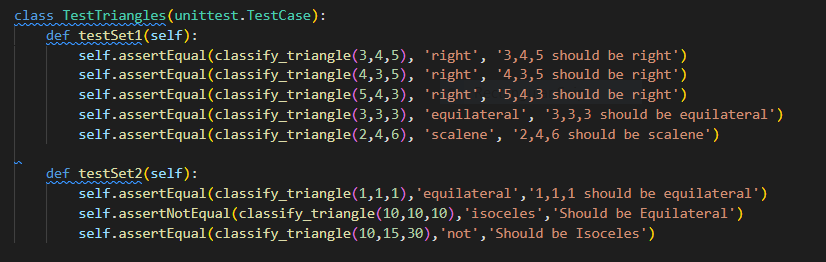 class TestTriangles(unittest.TestCase):
    def testSet1(self):
        self.assertEqual(classify_triangle(3,4,5), 'right', '3,4,5 should be right')
        self.assertEqual(classify_triangle(4,3,5), 'right', '4,3,5 should be right')
        self.assertEqual(classify_triangle(5,4,3), 'right', '5,4,3 should be right')
        self.assertEqual(classify_triangle(3,3,3), 'equilateral', '3,3,3 should be equilateral')
        self.assertEqual(classify_triangle(2,4,6), 'scalene', '2,4,6 should be scalene')
    def testSet2(self):
        self.assertEqual(classify_triangle(1,1,1),'equilateral','1,1,1 should be equilateral')
        self.assertNotEqual(classify_triangle(10,10,10),'isoceles','Should be Equilateral')
        self.assertEqual(classify_triangle(10,15,30),'not','Should be Isoceles')